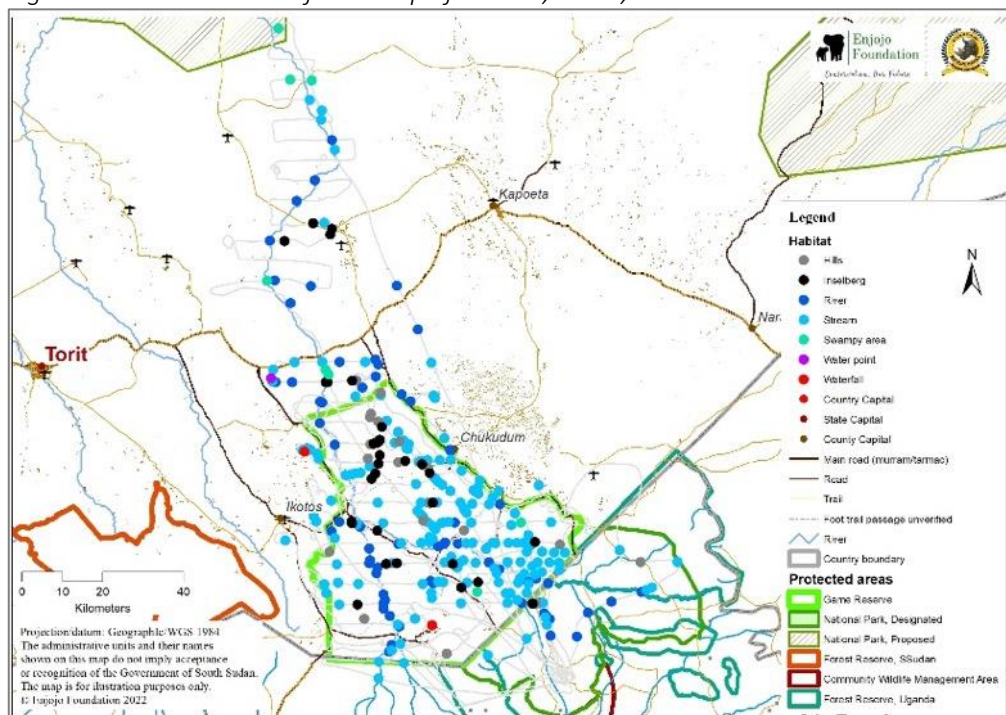 Enjojo
Foundation
Kapoeta
Torit
Chukudum
Ikotos
Nar
Legend
Habitat
Hills
Inselberg
River
Stream
Swampy area
Water point
Waterfall
Country Capital
State Capital
County Capital
Main road (murram/tarmac)
Road
Trail
Foot trail passage unverified
River
Country boundary
Protected areas
Game Reserve
National Park, Designated
National Park, Proposed
Forest Reserve, SSudan
Community Wildlife Management Area
Forest Reserve, Uganda
N
0 10 20 40
Kilometers
Projection/datum: Geographic/WGS 1984
The administrative units and their names
shown on this map do not imply acceptance
or recognition of the Government of South Sudan.
The map is for illustration purposes only.
© Enjojo Foundation 2022